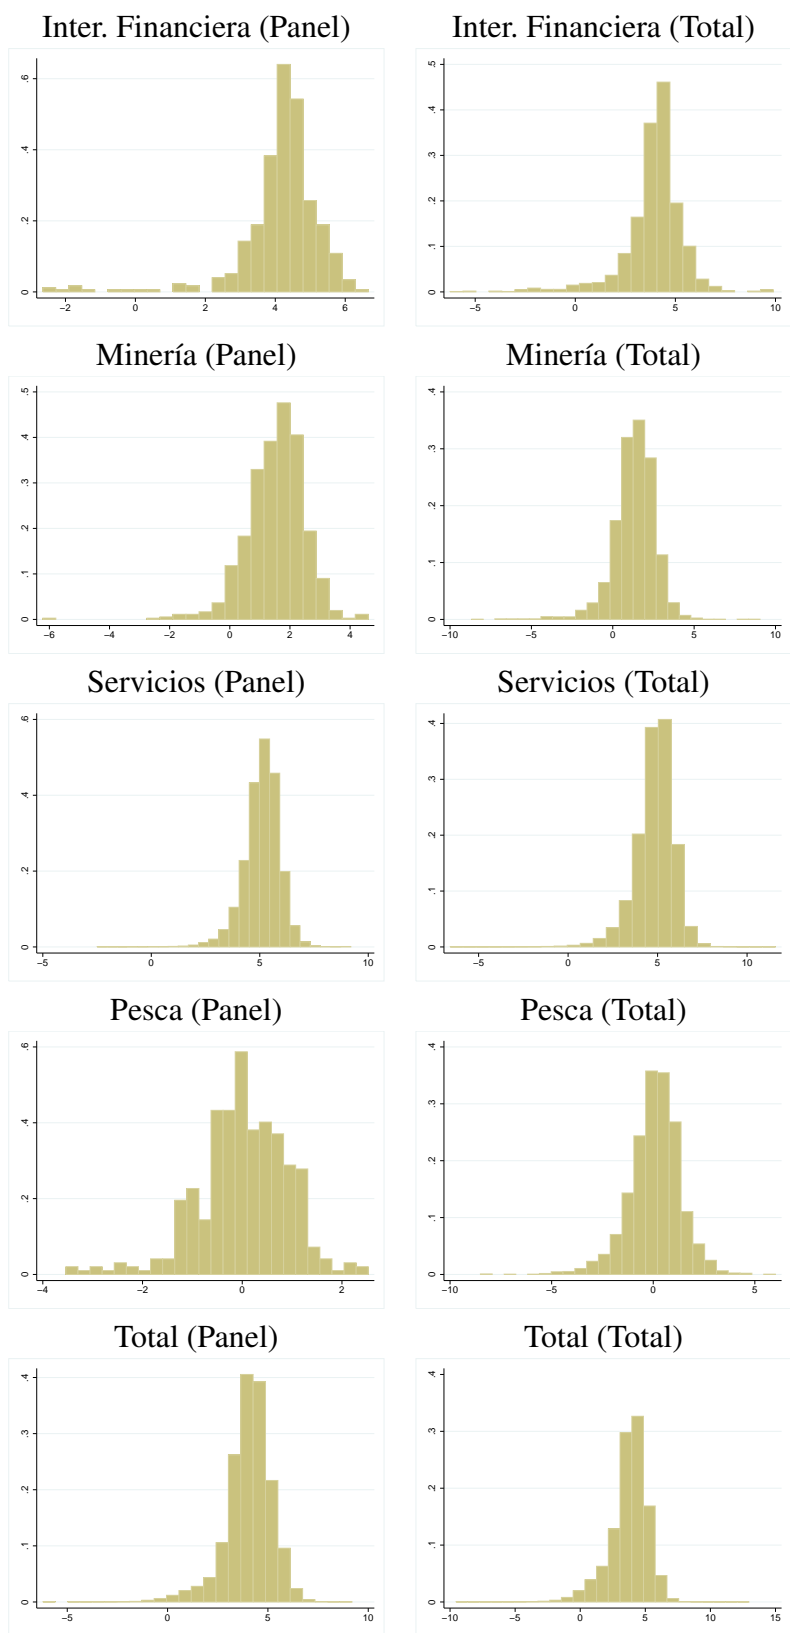 Inter. Financiera (Panel)
Inter. Financiera (Total)
0 .2 .4 .6
−2 0 2 4 6
0 .1 .2 .3 .4 .5
−5 0 5 10
Minería (Panel)
Minería (Total)
0 .1 .2 .3 .4 .5
−6 −4 −2 0 2 4
0 .1 .2 .3 .4
−10 −5 0 5 10
Servicios (Panel)
Servicios (Total)
0 .2 .4 .6
−5 0 5 10
0 .1 .2 .3 .4
−5 0 5 10
Pesca (Panel)
Pesca (Total)
0 .2 .4 .6
−4 −2 0 2
0 .1 .2 .3 .4
−10 −5 0 5
Total (Panel)
Total (Total)
0 .1 .2 .3 .4
−5 0 5 10
0 .1 .2 .3 .4
−10 −5 0 5 10 15